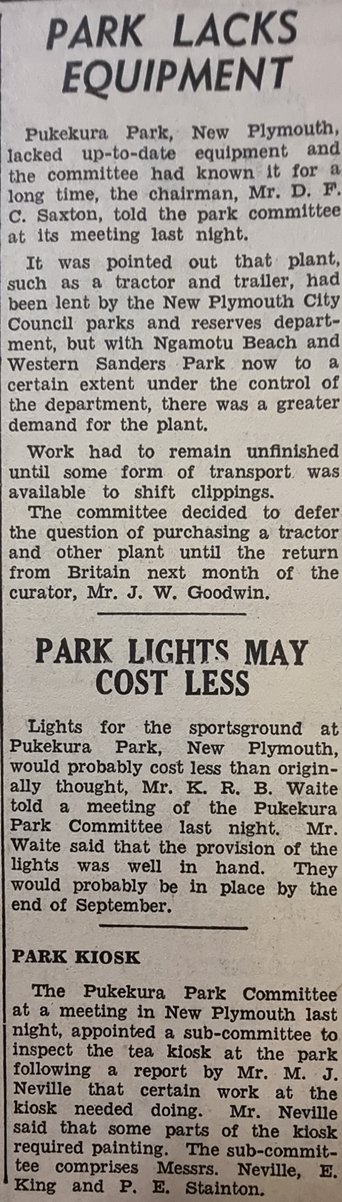 PARK LACKS
EQUIPMENT
Pukekura Park, New Plymouth,
lacked up-to-date equipment and
the committee had known it for a
long time, the chairman, Mr. D. F.
C. Saxton, told the park committee
at its meeting last night.
It was pointed out that plant,
such as a tractor and trailer, had
been lent by the New Plymouth City
Council parks and reserves depart-
ment, but with Ngamotu Beach and
Western Sanders Park now to a
certain extent under the control of
the department, there was a greater
demand for the plant.
Work had to remain unfinished
until some form of transport was
available to shift clippings.
The committee decided to defer
the question of purchasing a tractor
and other plant until the return
from Britain next month of the
curator, Mr. J. W. Goodwin.
PARK LIGHTS MAY
COST LESS
Lights for the sportsground at
Pukekura Park, New Plymouth,
would probably cost less than origin-
ally thought, Mr. K. R. B. Waite
told a meeting of the Pukekura
Park Committee last night. Mr.
Waite said that the provision of the
lights was well in hand. They
would probably be in place by the
end of September.
PARK KIOSK
The Pukekura Park Committee
at a meeting in New Plymouth last
night, appointed a sub-committee to
inspect the tea kiosk at the park
following a report by Mr. M. J.
Neville that certain work at the
kiosk needed doing. Mr. Neville
said that some parts of the kiosk
required painting. The sub-commit-
tee comprises Messrs. Neville, E.
King and P. E. Stainton.